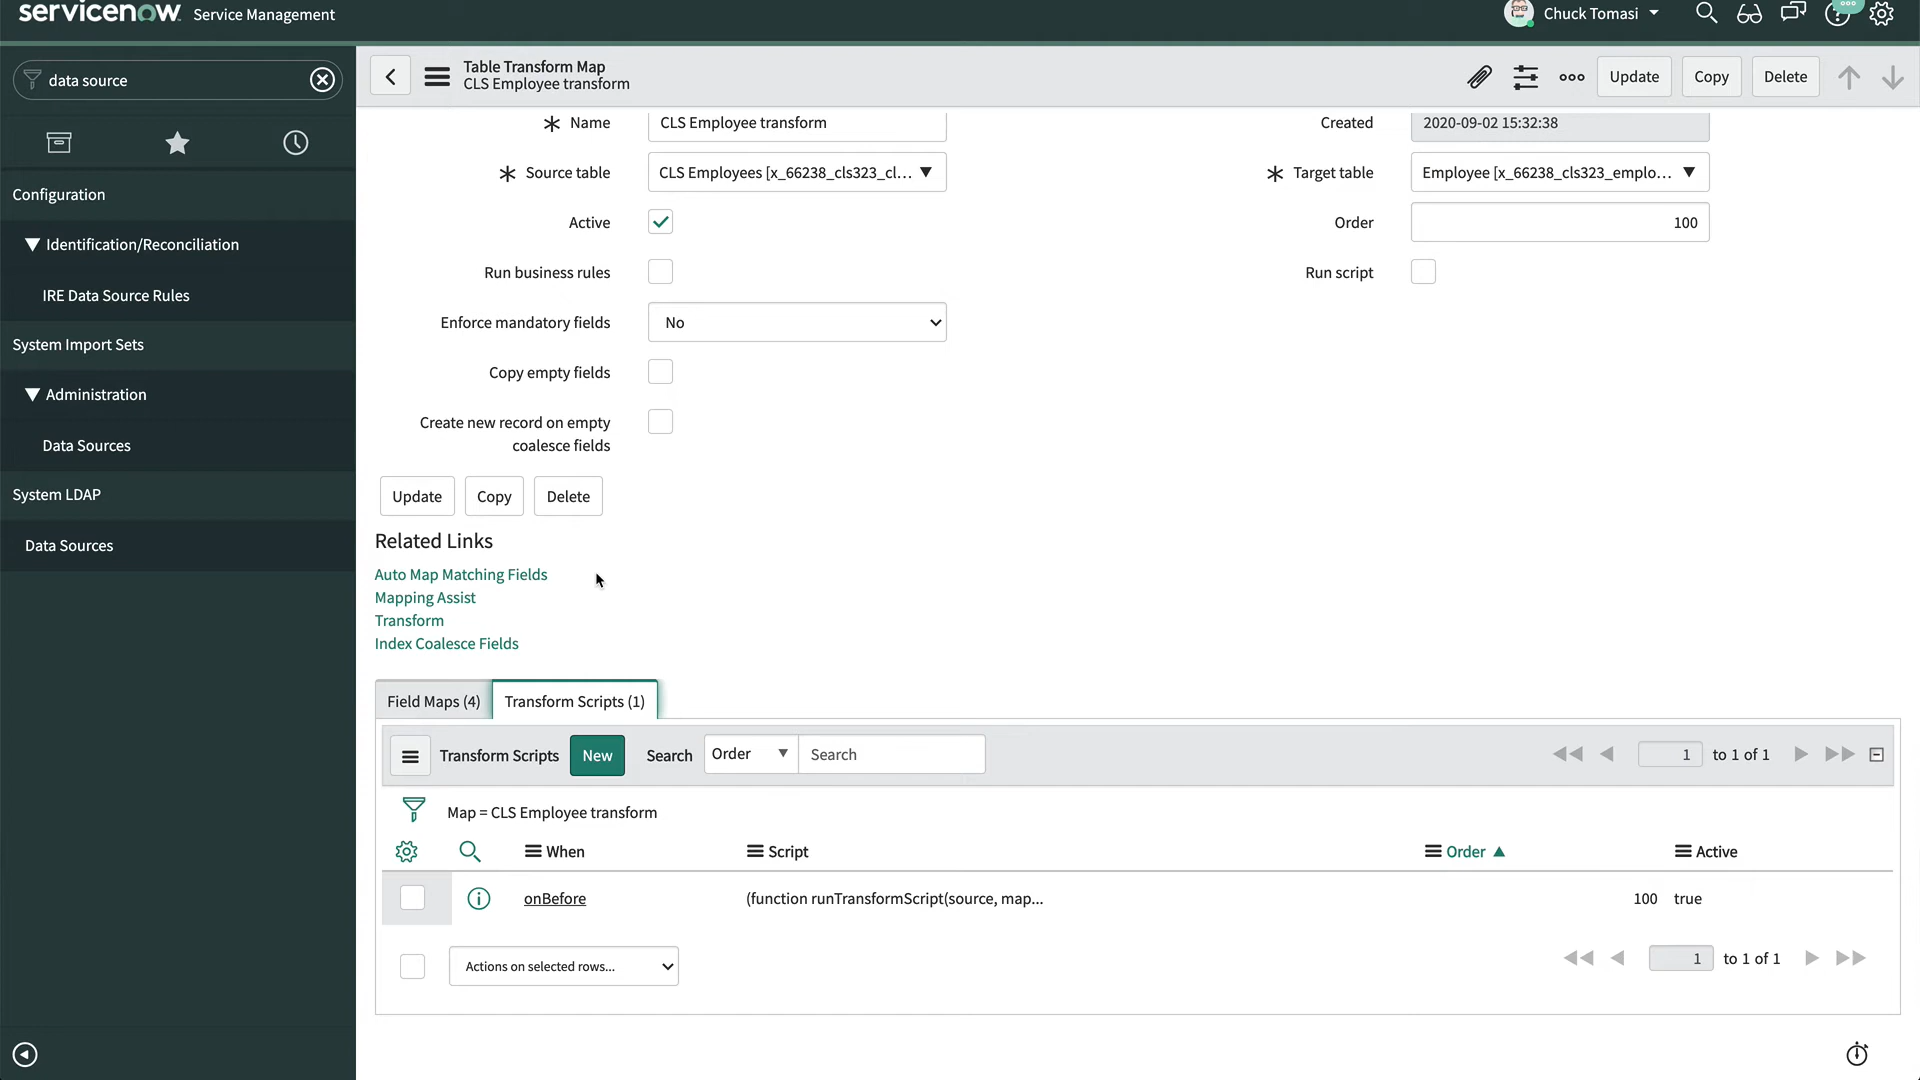 servicenow. Service Management
Chuck Tomasi
data source
Configuration
Identification/Reconciliation
IRE Data Source Rules
System Import Sets
Administration
Data Sources
System LDAP
Data Sources
Table Transform Map
CLS Employee transform
Update Copy Delete
Name CLS Employee transform
Created 2020-09-02 15:32:38
Source table CLS Employees [x_66238_cls323_cl...
Target table Employee [x_66238_cls323_emplo...
Active
Order 100
Run business rules
Run script
Enforce mandatory fields No
Copy empty fields
Create new record on empty
coalesce fields
Update Copy Delete
Related Links
Auto Map Matching Fields
Mapping Assist
Transform
Index Coalesce Fields
Field Maps (4) Transform Scripts (1)
Transform Scripts New Search Order Search 1 to 1 of 1
Map = CLS Employee transform
When Script Order Active
onBefore (function runTransformScript(source, map... 100 true
Actions on selected rows... 1 to 1 of 1